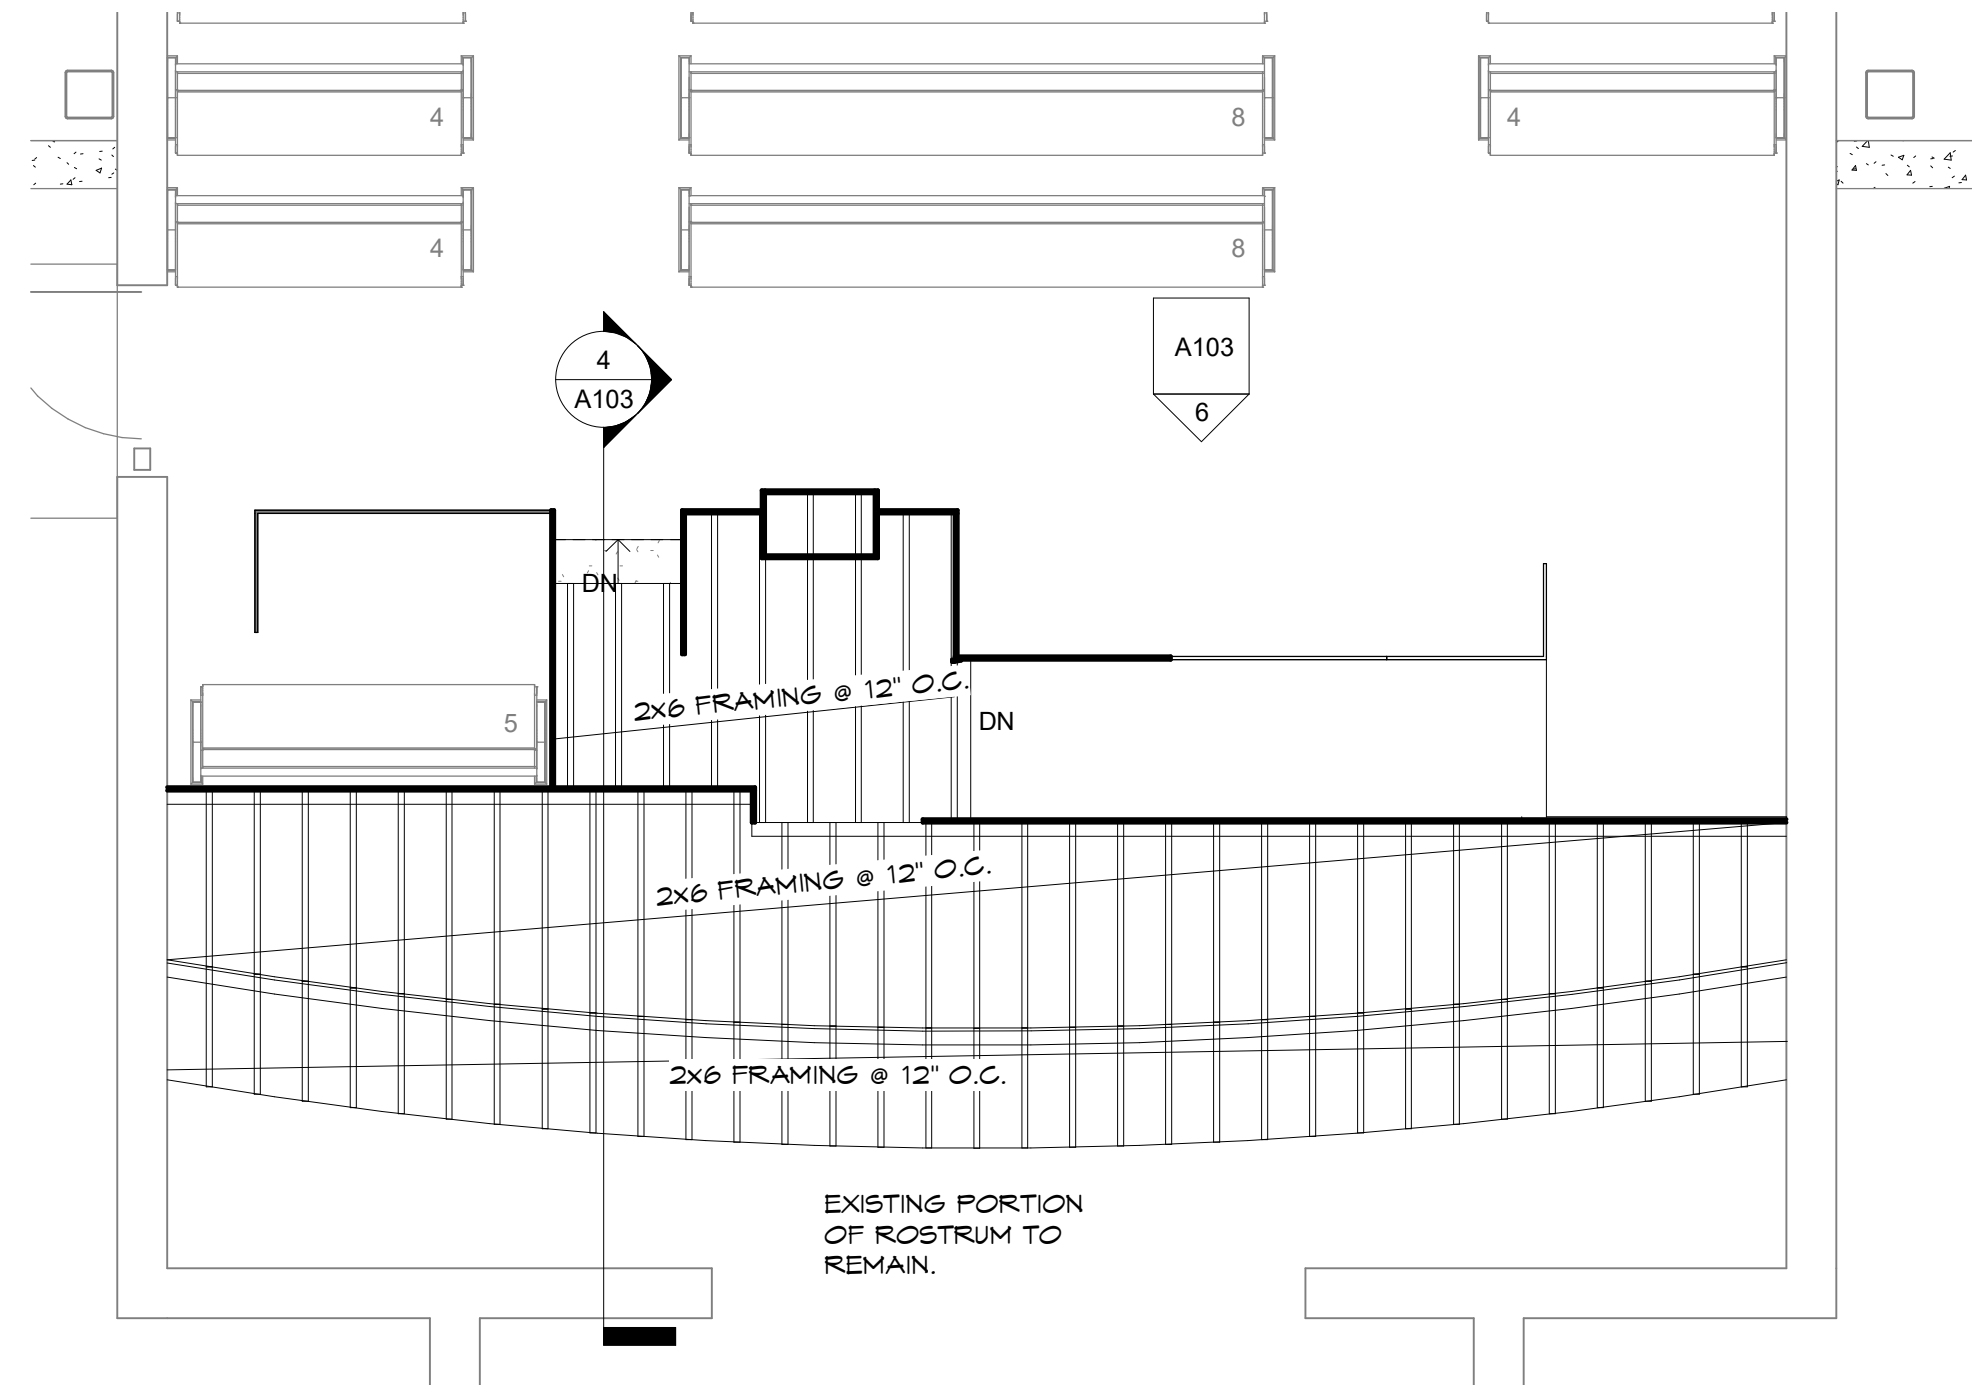 4
8
4
4
8
4
A103
A103
6
DN
2X6 FRAMING @ 12" O.C.
5
DN
2X6 FRAMING @ 12" O.C.
2X6 FRAMING @ 12" O.C.
EXISTING PORTION
OF ROSTRUM TO
REMAIN.